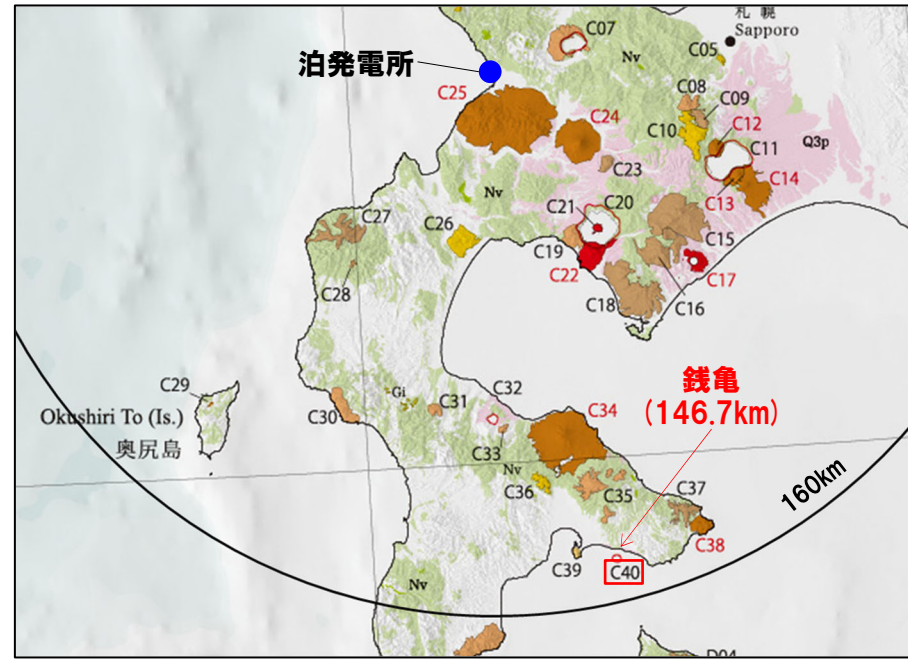 札幌
Sapporo
C07
C05
Nv
泊発電所
C25
C08
C09
C24
C10
C12
C11
Q3p
C23
C14
Nv
C13
C20
C21
C27
C26
C15
C19
C22
C17
C28
C18
C16
銭亀
(146.7km)
C29
Gi
C32
C31
C34
Okushiri To (Is.)
C30
奥尻島
C33
Nv
160km
C36
C35
C37
C38
C39
C40
Nv
D04